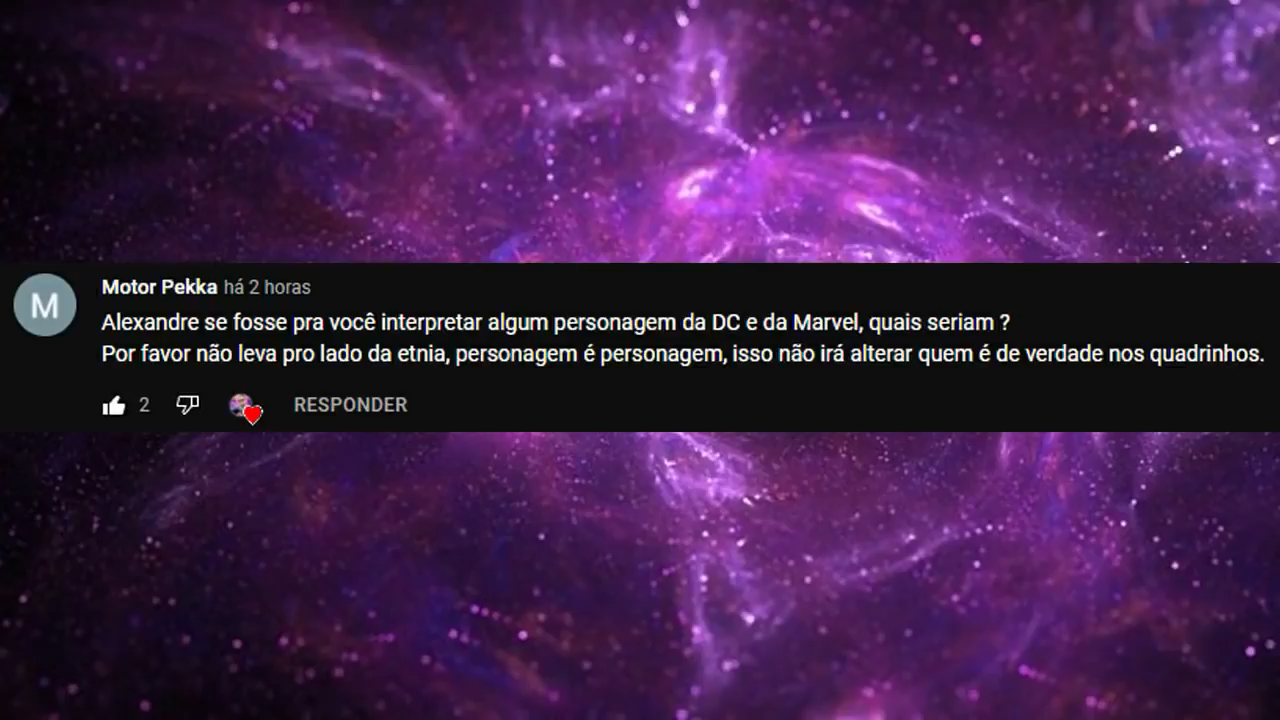 M
Motor Pekka há 2 horas
Alexandre se fosse pra você interpretar algum personagem da DC e da Marvel, quais seriam ?
Por favor não leva pro lado da etnia, personagem é personagem, isso não irá alterar quem é de verdade nos quadrinhos.
2 RESPONDER